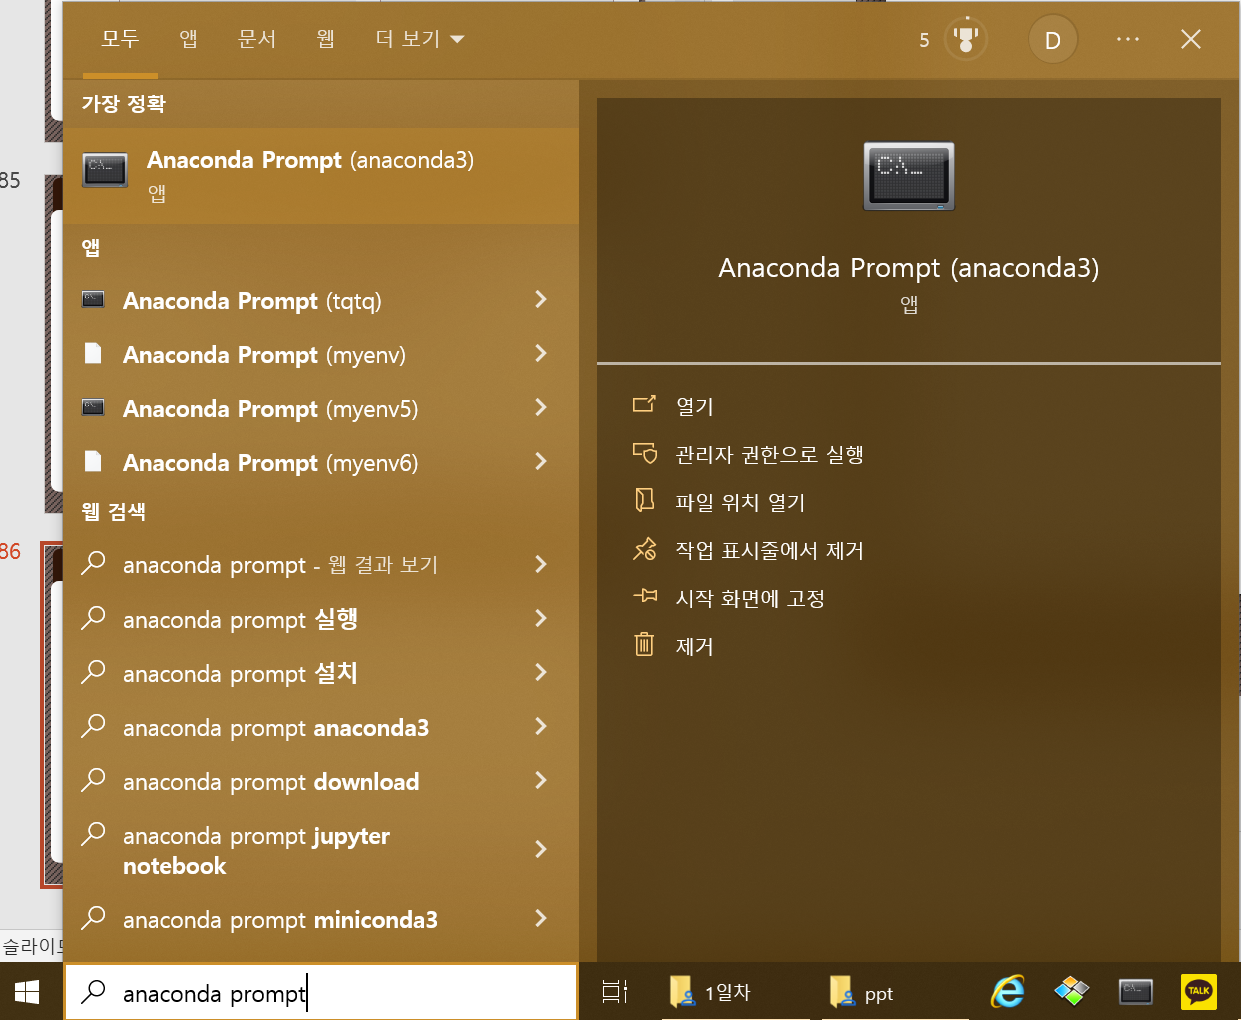 모두 앱 문서 웹 더 보기 5 D
가장 정확
Anaconda Prompt (anaconda3)
앱
앱
Anaconda Prompt (tqtq)
Anaconda Prompt (myenv)
Anaconda Prompt (myenv5)
Anaconda Prompt (myenv6)
웹 검색
anaconda prompt - 웹 결과 보기
anaconda prompt 실행
anaconda prompt 설치
anaconda prompt anaconda3
anaconda prompt download
anaconda prompt jupyter
notebook
anaconda prompt miniconda3
C:\_
Anaconda Prompt (anaconda3)
앱
열기
관리자 권한으로 실행
파일 위치 열기
작업 표시줄에서 제거
시작 화면에 고정
제거
85
86
anaconda prompt
1일차
ppt
TALK